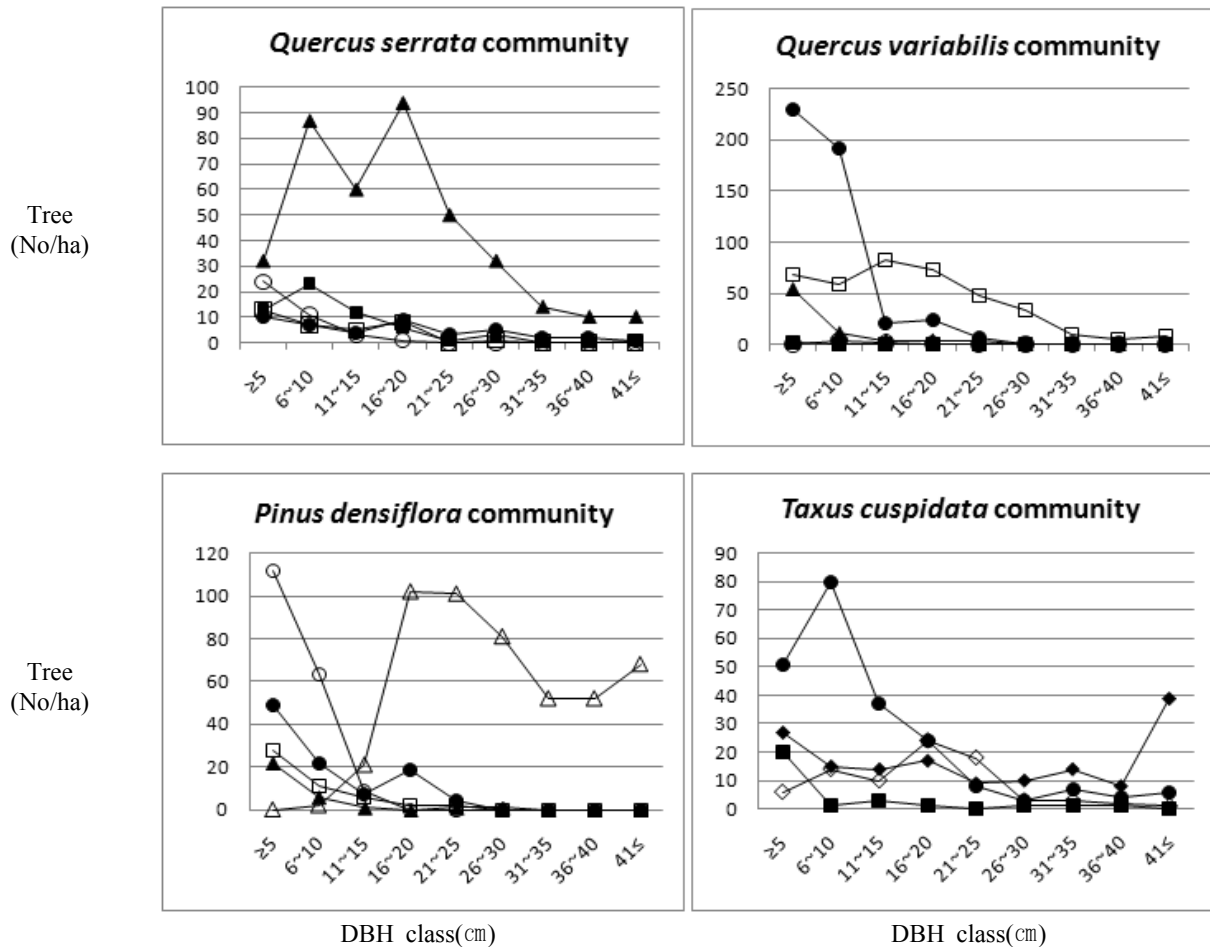 Quercus serrata community
100
90
80
70
60
50
40
30
20
10
0
≥5 6~10 11~15 16~20 21~25 26~30 31~35 36~40 41≤
Quercus variabilis community
250
200
150
100
50
0
≥5 6~10 11~15 16~20 21~25 26~30 31~35 36~40 41≤
Tree
(No/ha)
Pinus densiflora community
120
100
80
60
40
20
0
≥5 6~10 11~15 16~20 21~25 26~30 31~35 36~40 41≤
Taxus cuspidata community
90
80
70
60
50
40
30
20
10
0
≥5 6~10 11~15 16~20 21~25 26~30 31~35 36~40 41≤
Tree
(No/ha)
DBH class(㎝)
DBH class(㎝)